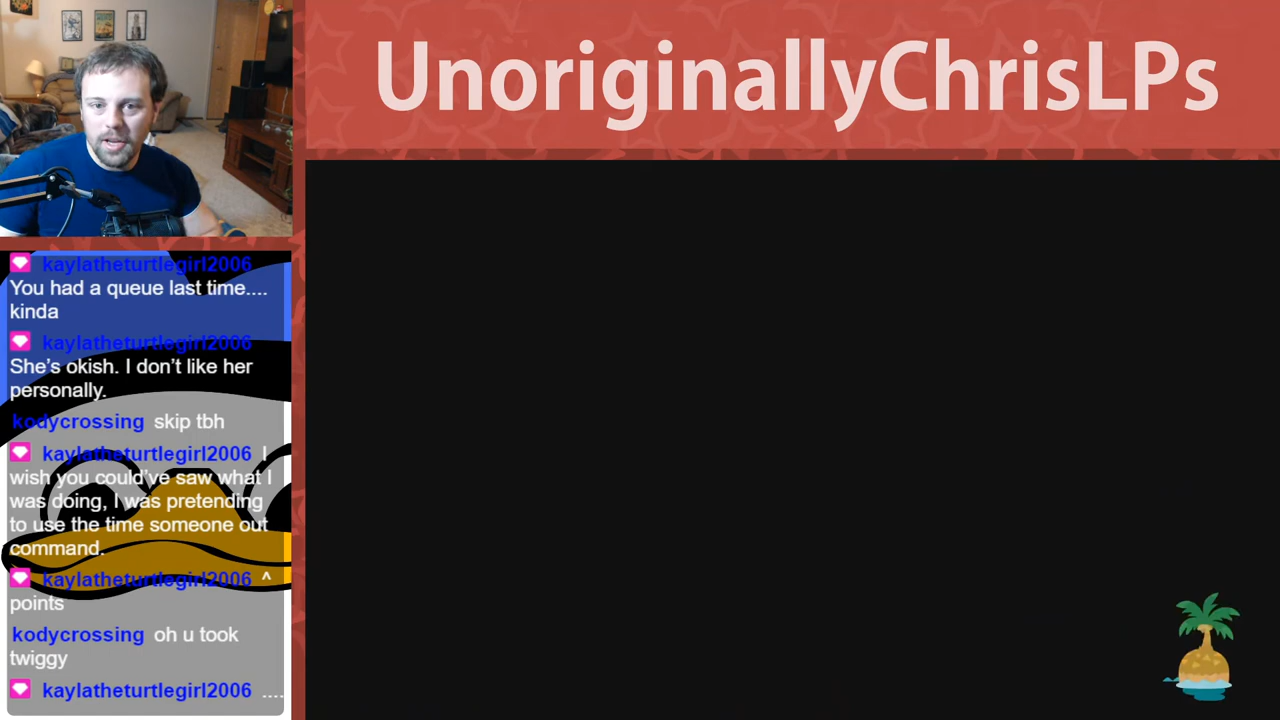 UnoriginallyChrisLPs
kaylatheturtlegirl2006
You had a queue last time....
kinda
kaylatheturtlegirl2006
She's okish. I don't like her
personally.
kodycrossing skip tbh
kaylatheturtlegirl2006 I
wish you could've saw what I
was doing, I was pretending
to use the time someone out
command.
kaylatheturtlegirl2006 ^
points
kodycrossing oh u took
twiggy
kaylatheturtlegirl2006 ....